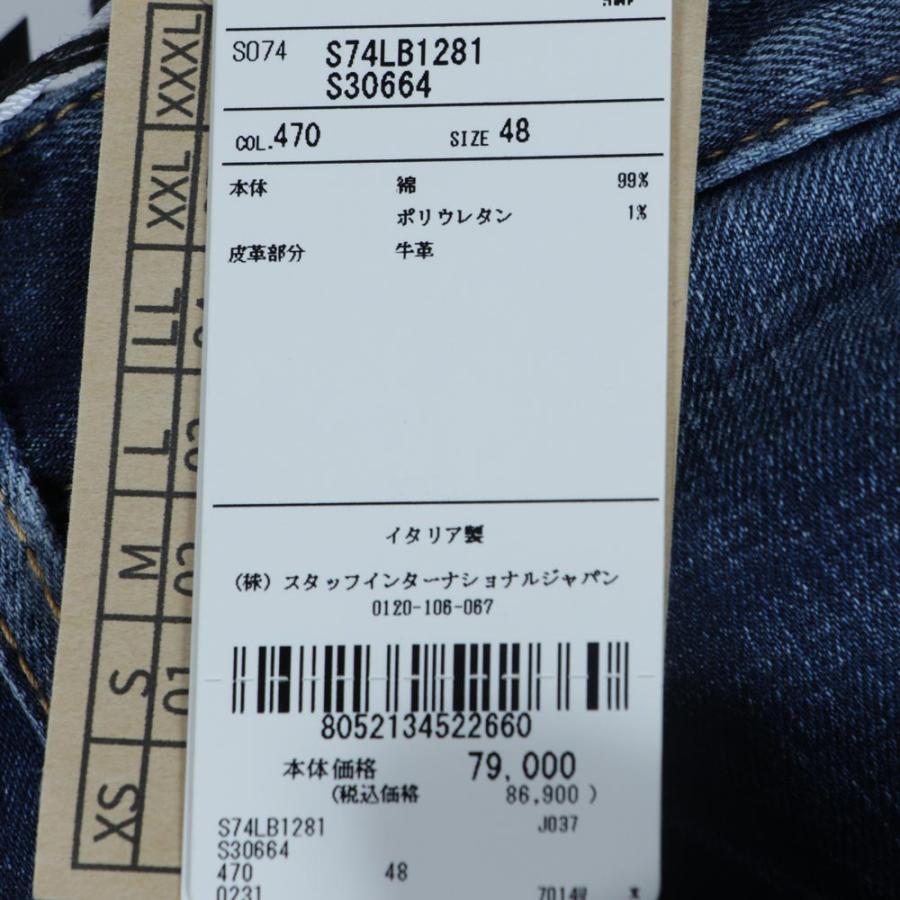 S074 S74LB1281
S30664
COL.470 SIZE 48
本体 綿 99%
ポリウレタン 1%
皮革部分 牛革
イタリア製
(株) スタッフインターナショナルジャパン
0120-106-067
8052134522660
本体価格 79,000
(税込価格 86,900 )
S74LB1281 J037
S30664
470 48
0231
XXXL
XXL
LL
L
M 02
S 01
XS